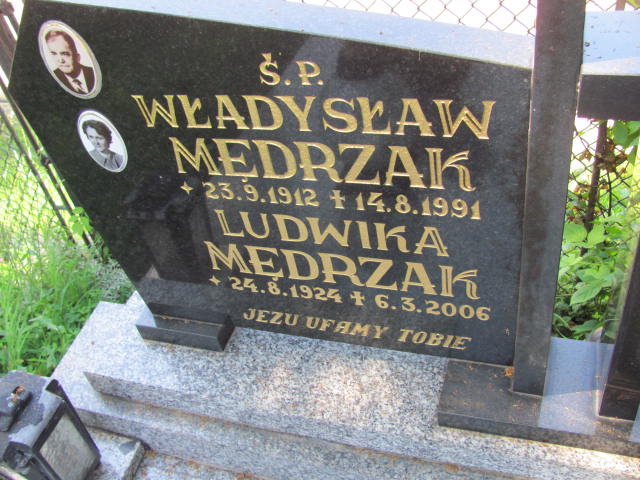 Ś.P.
WŁADYSŁAW
MĘDRZAK
✦ 23.9.1912 ✝ 14.8.1991
LUDWIKA
MĘDRZAK
✦ 24.8.1924 ✝ 6.3.2006
JEZU UFAMY TOBIE